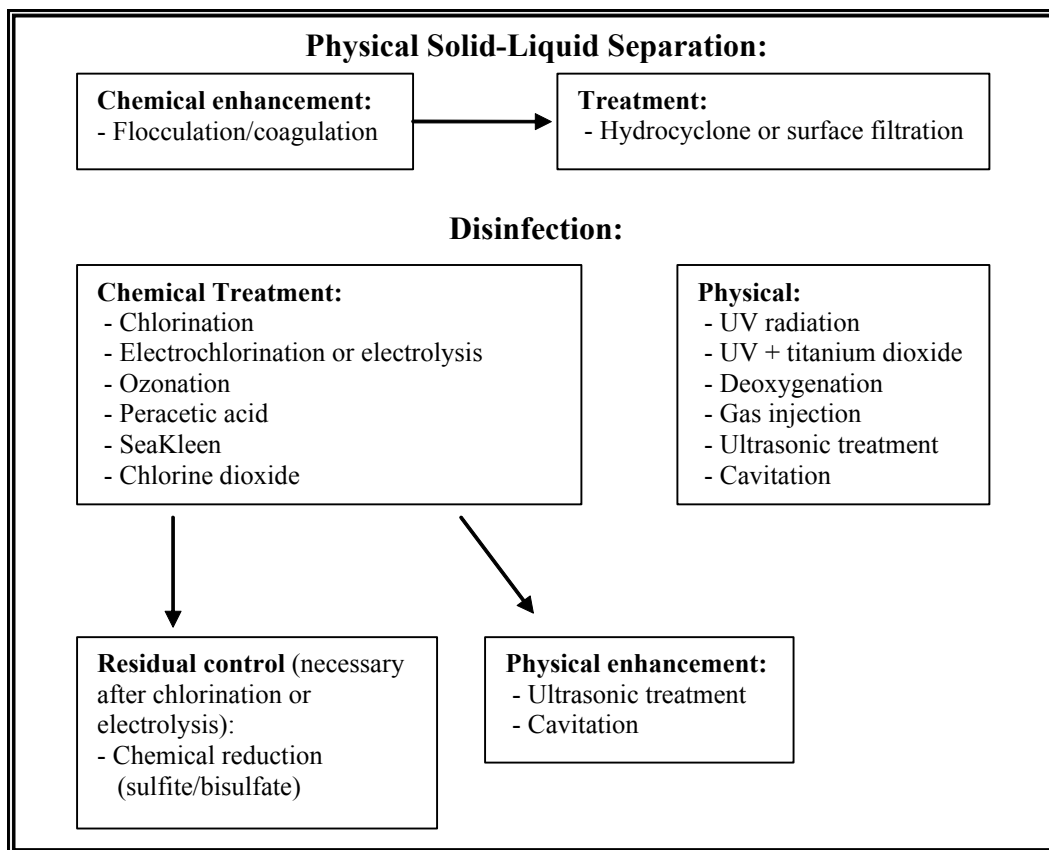 Physical Solid-Liquid Separation:
Chemical enhancement:
- Flocculation/coagulation
Treatment:
- Hydrocyclone or surface filtration
Disinfection:
Chemical Treatment:
- Chlorination
- Electrochlorination or electrolysis
- Ozonation
- Peracetic acid
- SeaKleen
- Chlorine dioxide
Physical:
- UV radiation
- UV + titanium dioxide
- Deoxygenation
- Gas injection
- Ultrasonic treatment
- Cavitation
Residual control (necessary
after chlorination or
electrolysis):
- Chemical reduction
(sulfite/bisulfate)
Physical enhancement:
- Ultrasonic treatment
- Cavitation